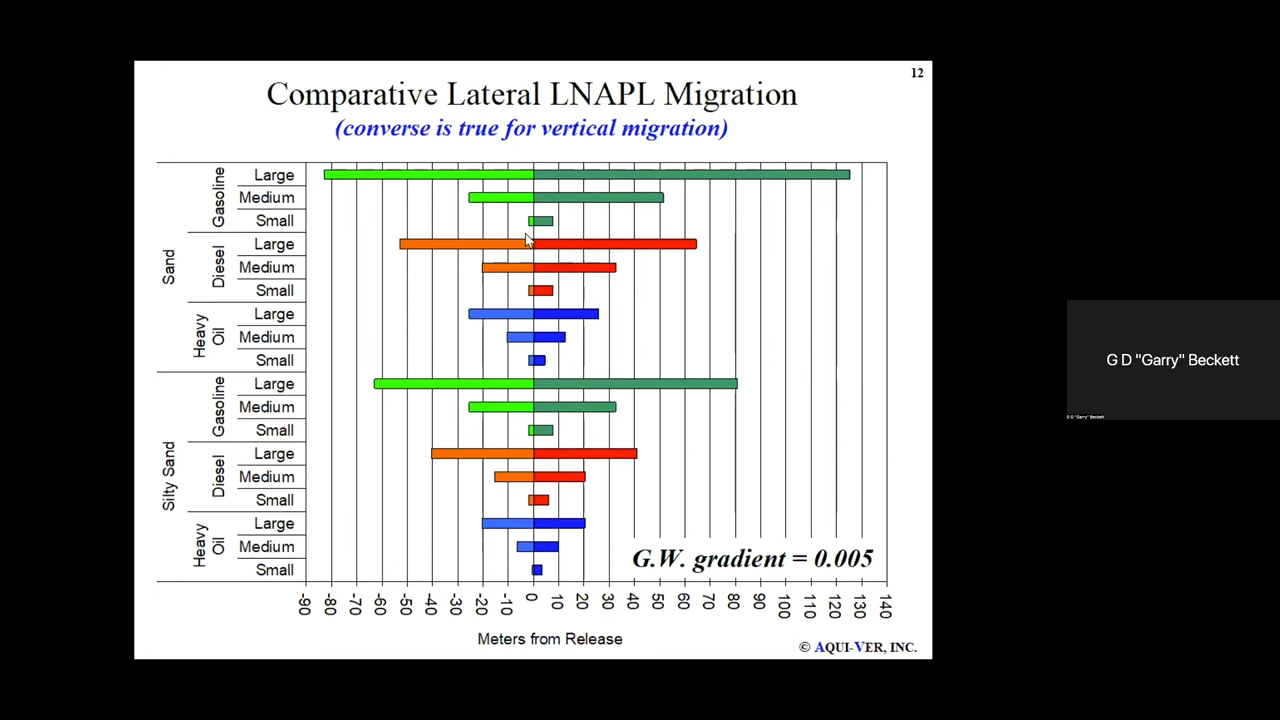 12
Comparative Lateral LNAPL Migration
(converse is true for vertical migration)
Sand
Gasoline
Large
Medium
Small
Diesel
Large
Medium
Small
Heavy
Oil
Large
Medium
Small
Silty Sand
Gasoline
Large
Medium
Small
Diesel
Large
Medium
Small
Heavy
Oil
Large
Medium
Small
G.W. gradient = 0.005
-90 -80 -70 -60 -50 -40 -30 -20 -10 0 10 20 30 40 50 60 70 80 90 100 110 120 130 140
Meters from Release
© AQUI-VER, INC.
G D "Garry" Beckett
G D "Garry" Beckett